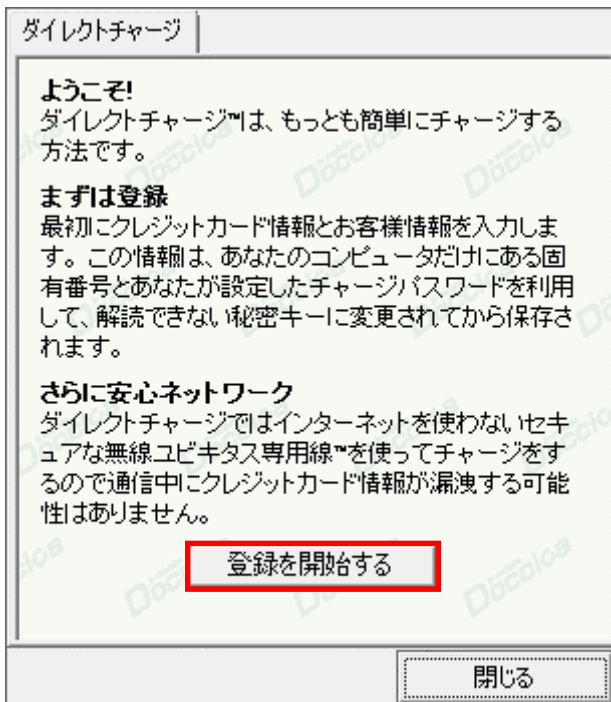 ダイレクトチャージ
ようこそ!
ダイレクトチャージ™は、もっとも簡単にチャージする
方法です。
まずは登録
最初にクレジットカード情報とお客様情報を入力しま
す。この情報は、あなたのコンピュータだけにある固
有番号とあなたが設定したチャージパスワードを利用
して、解読できない秘密キーに変更されてから保存さ
れます。
さらに安心ネットワーク
ダイレクトチャージではインターネットを使わないセキ
ュアな無線ユビキタス専用線™を使ってチャージをす
るので通信中にクレジットカード情報が漏洩する可能
性はありません。
登録を開始する
閉じる